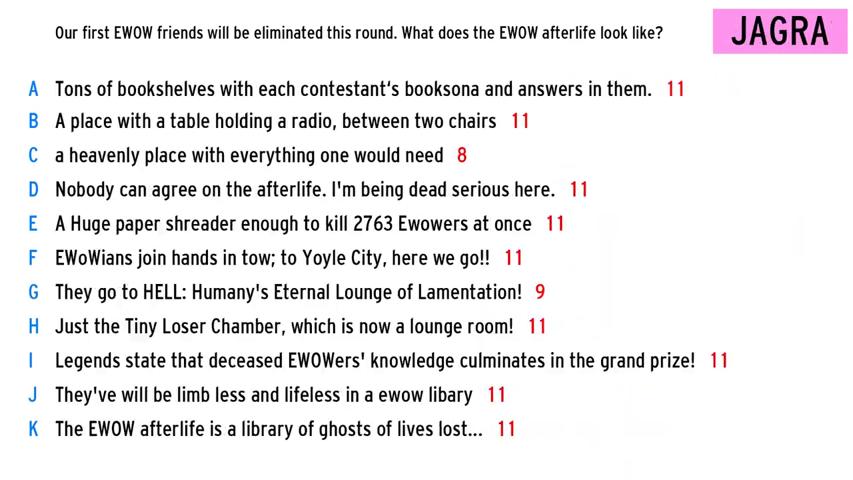 Our first EWOW friends will be eliminated this round. What does the EWOW afterlife look like?
JAGRA
A Tons of bookshelves with each contestant's booksona and answers in them. 11
B A place with a table holding a radio, between two chairs 11
C a heavenly place with everything one would need 8
D Nobody can agree on the afterlife. I'm being dead serious here. 11
E A Huge paper shreader enough to kill 2763 Ewowers at once 11
F EWoWians join hands in tow; to Yoyle City, here we go!! 11
G They go to HELL: Humany's Eternal Lounge of Lamentation! 9
H Just the Tiny Loser Chamber, which is now a lounge room! 11
I Legends state that deceased EWOWers' knowledge culminates in the grand prize! 11
J They've will be limb less and lifeless in a ewow libary 11
K The EWOW afterlife is a library of ghosts of lives lost... 11